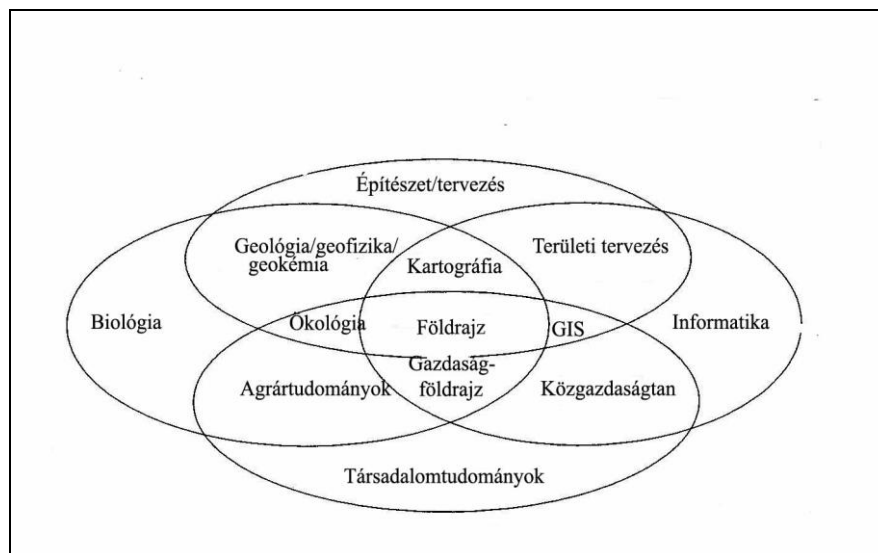 Építészet/tervezés
Geológia/geofizika/
geokémia
Kartográfia
Területi tervezés
Biológia
Ökológia
Földrajz
GIS
Informatika
Agrártudományok
Gazdaság-
földrajz
Közgazdaságtan
Társadalomtudományok